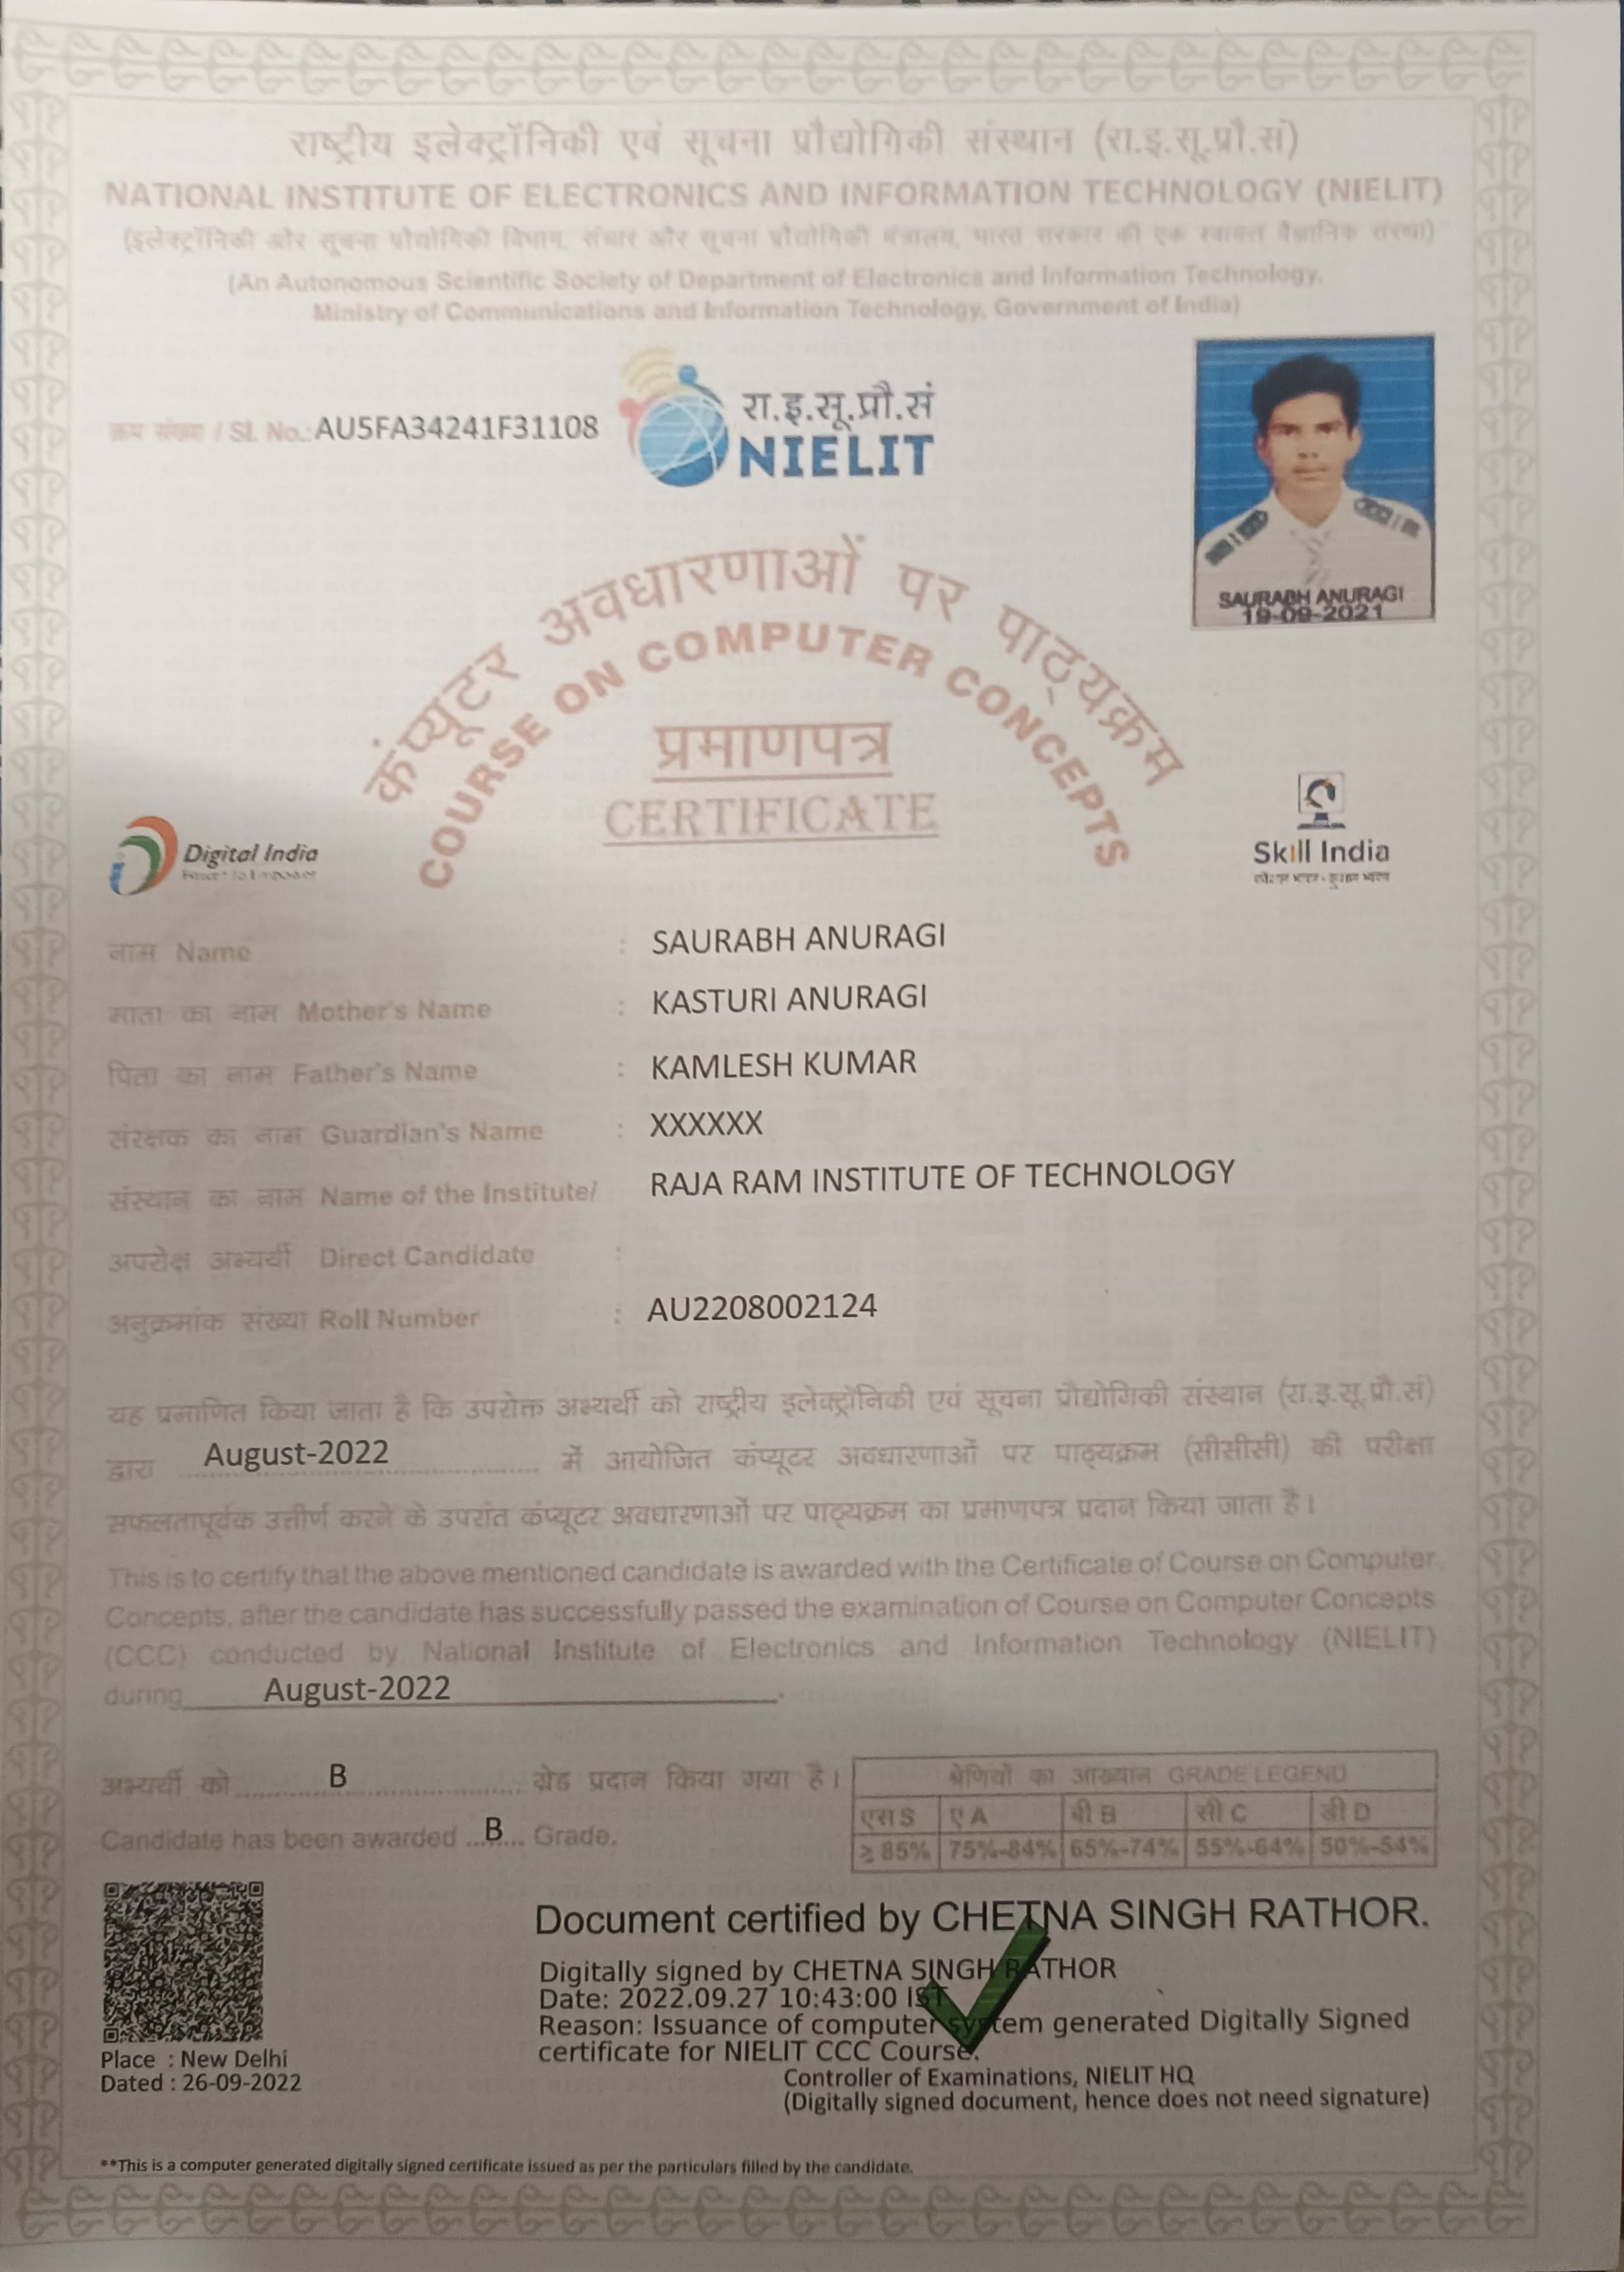 राष्ट्रीय इलेक्ट्रॉनिकी एवं सूचना प्रौद्योगिकी संस्थान (रा.इ.सू.प्रौ.सं)
NATIONAL INSTITUTE OF ELECTRONICS AND INFORMATION TECHNOLOGY (NIELIT)
(इलेक्ट्रॉनिकी और सूचना प्रौद्योगिकी विभाग, संचार और सूचना प्रौद्योगिकी मंत्रालय, भारत सरकार की एक स्वायत्त वैज्ञानिक संस्था)
(An Autonomous Scientific Society of Department of Electronics and Information Technology,
Ministry of Communications and Information Technology, Government of India)
क्रम संख्या / Sl. No.:AU5FA34241F31108
रा.इ.सू.प्रौ.सं
NIELIT
SAURABH ANURAGI
19-09-2021
कंप्यूटर अवधारणाओं पर पाठ्यक्रम
COURSE ON COMPUTER CONCEPTS
प्रमाणपत्र
CERTIFICATE
Digital India
Power To Empower
Skill India
कौशल भारत - कुशल भारत
नाम Name : SAURABH ANURAGI
माता का नाम Mother's Name : KASTURI ANURAGI
पिता का नाम Father's Name : KAMLESH KUMAR
संरक्षक का नाम Guardian's Name : XXXXXX
संस्थान का नाम Name of the Institute/ RAJA RAM INSTITUTE OF TECHNOLOGY
अपरोक्ष अभ्यर्थी Direct Candidate :
अनुक्रमांक संख्या Roll Number : AU2208002124
यह प्रमाणित किया जाता है कि उपरोक्त अभ्यर्थी को राष्ट्रीय इलेक्ट्रॉनिकी एवं सूचना प्रौद्योगिकी संस्थान (रा.इ.सू.प्रौ.सं)
द्वारा August-2022 में आयोजित कंप्यूटर अवधारणाओं पर पाठ्यक्रम (सीसीसी) की परीक्षा
सफलतापूर्वक उत्तीर्ण करने के उपरांत कंप्यूटर अवधारणाओं पर पाठ्यक्रम का प्रमाणपत्र प्रदान किया जाता है।
This is to certify that the above mentioned candidate is awarded with the Certificate of Course on Computer
Concepts, after the candidate has successfully passed the examination of Course on Computer Concepts
(CCC) conducted by National Institute of Electronics and Information Technology (NIELIT)
during August-2022.
अभ्यर्थी को B ग्रेड प्रदान किया गया है।
Candidate has been awarded ...B.... Grade.
श्रेणियों का आख्यान GRADE LEGEND
एस S ए A बी B सी C डी D
≥ 85% 75%-84% 65%-74% 55%-64% 50%-54%
Document certified by CHETNA SINGH RATHOR.
Digitally signed by CHETNA SINGH RATHOR
Date: 2022.09.27 10:43:00 IST
Reason: Issuance of computer system generated Digitally Signed
certificate for NIELIT CCC Course.
Place : New Delhi
Dated : 26-09-2022
Controller of Examinations, NIELIT HQ
(Digitally signed document, hence does not need signature)
**This is a computer generated digitally signed certificate issued as per the particulars filled by the candidate.